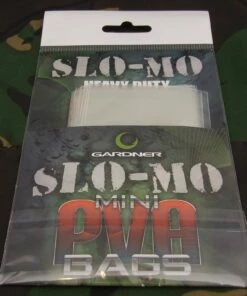 SLO-MO
HEAVY DUTY
GARDNER
SLO-MO
MINI
PVA
BAGS